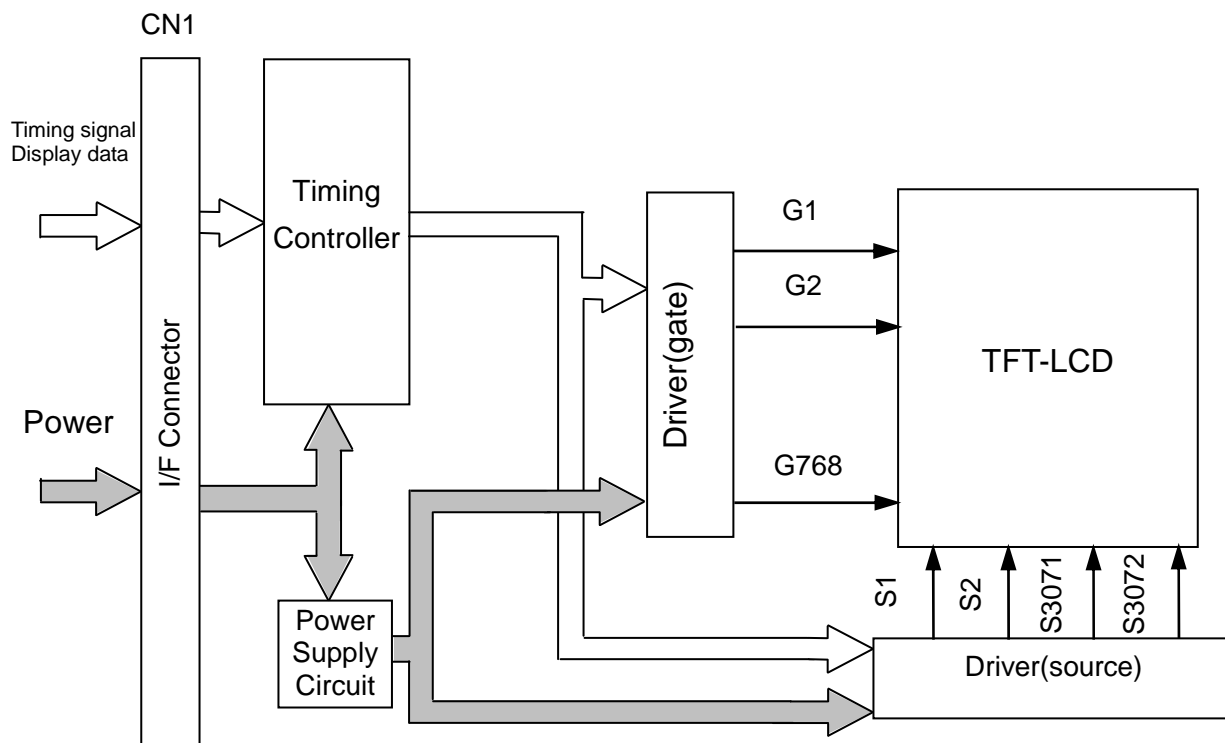 CN1
Timing signal
Display data
Power
I/F Connector
Timing
Controller
Power
Supply
Circuit
Driver(gate)
G1
G2
G768
TFT-LCD
S1
S2
S3071
S3072
Driver(source)